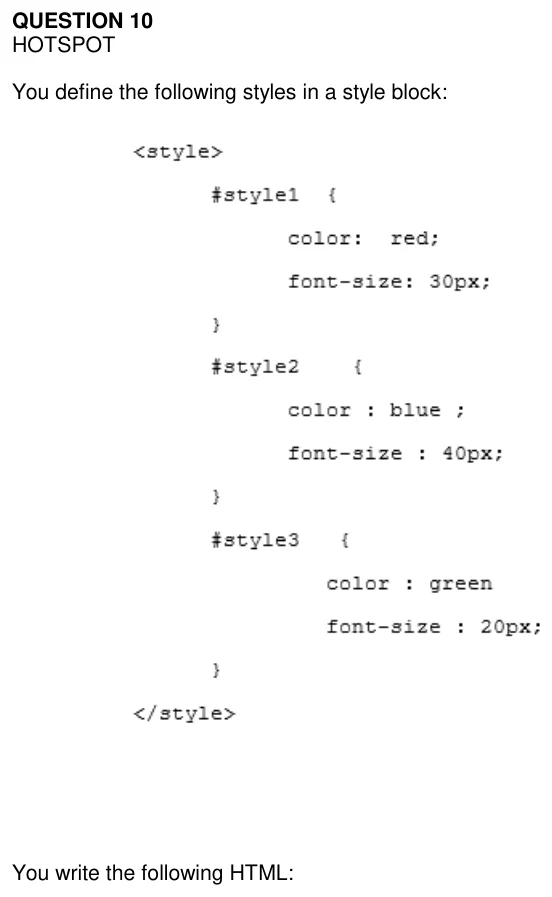 QUESTION 10
HOTSPOT
You define the following styles in a style block:
<style>
#style1 {
color: red;
font-size: 30px;
}
#style2 {
color : blue ;
font-size : 40px;
}
#style3 {
color : green
font-size : 20px;
}
</style>
You write the following HTML: